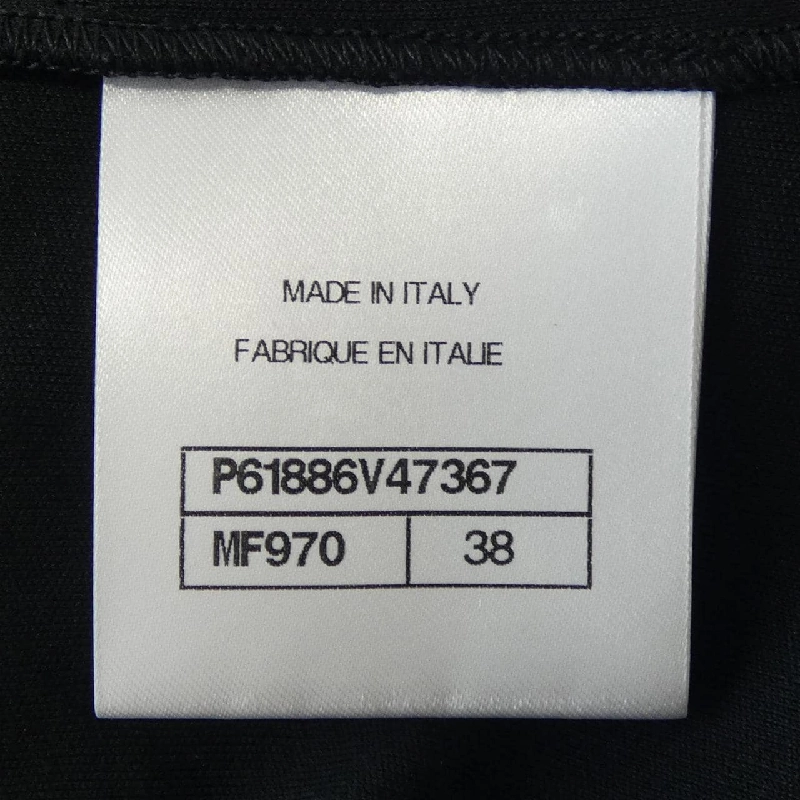 MADE IN ITALY
FABRIQUE EN ITALIE
P61886V47367
MF970 38